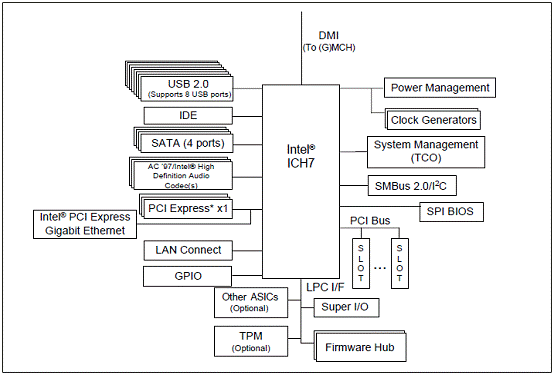 DMI
(To (G)MCH)
USB 2.0
(Supports 8 USB ports)
IDE
SATA (4 ports)
AC '97/Intel® High
Definition Audio
Codec(s)
PCI Express* x1
Intel® PCI Express
Gigabit Ethernet
LAN Connect
GPIO
Intel®
ICH7
Power Management
Clock Generators
System Management
(TCO)
SMBus 2.0/I²C
SPI BIOS
PCI Bus
SLOT
...
SLOT
LPC I/F
Other ASICs
(Optional)
Super I/O
TPM
(Optional)
Firmware Hub